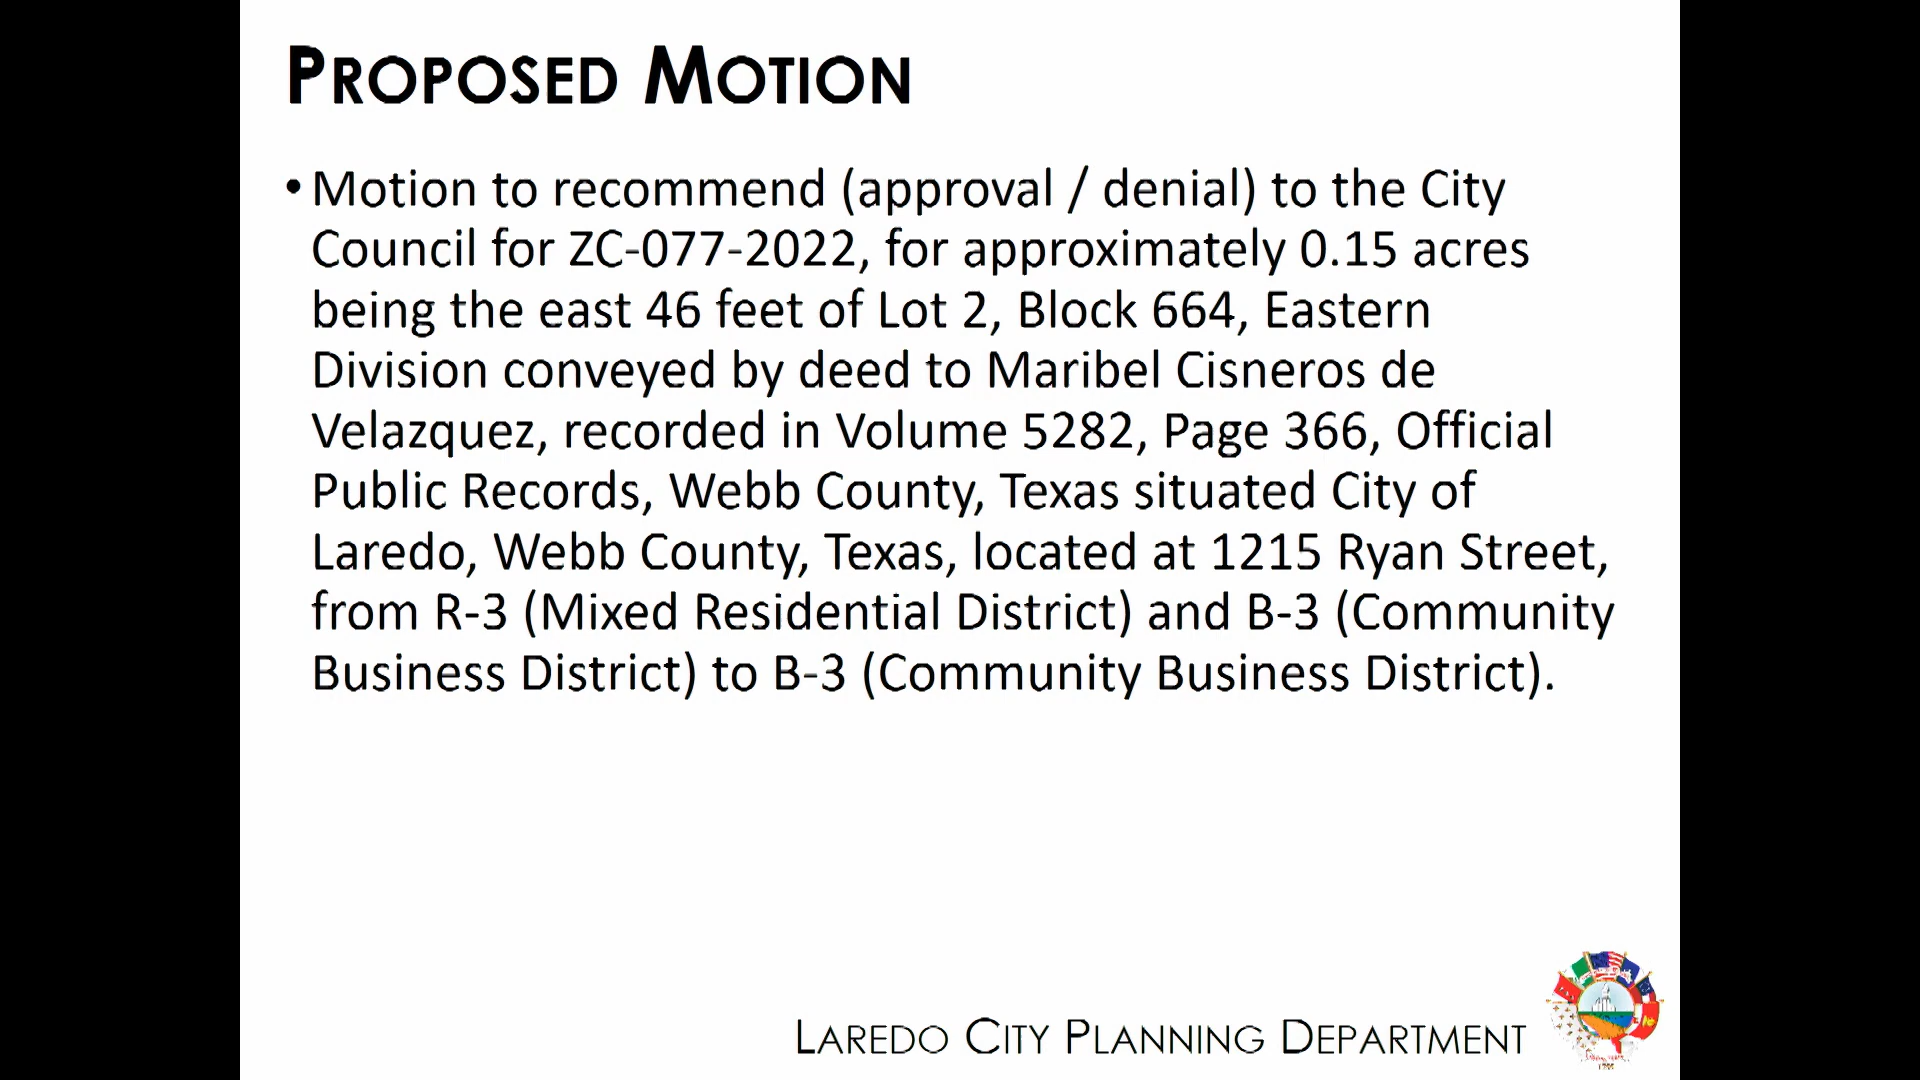 PROPOSED MOTION
• Motion to recommend (approval / denial) to the City
Council for ZC-077-2022, for approximately 0.15 acres
being the east 46 feet of Lot 2, Block 664, Eastern
Division conveyed by deed to Maribel Cisneros de
Velazquez, recorded in Volume 5282, Page 366, Official
Public Records, Webb County, Texas situated City of
Laredo, Webb County, Texas, located at 1215 Ryan Street,
from R-3 (Mixed Residential District) and B-3 (Community
Business District) to B-3 (Community Business District).
LAREDO CITY PLANNING DEPARTMENT